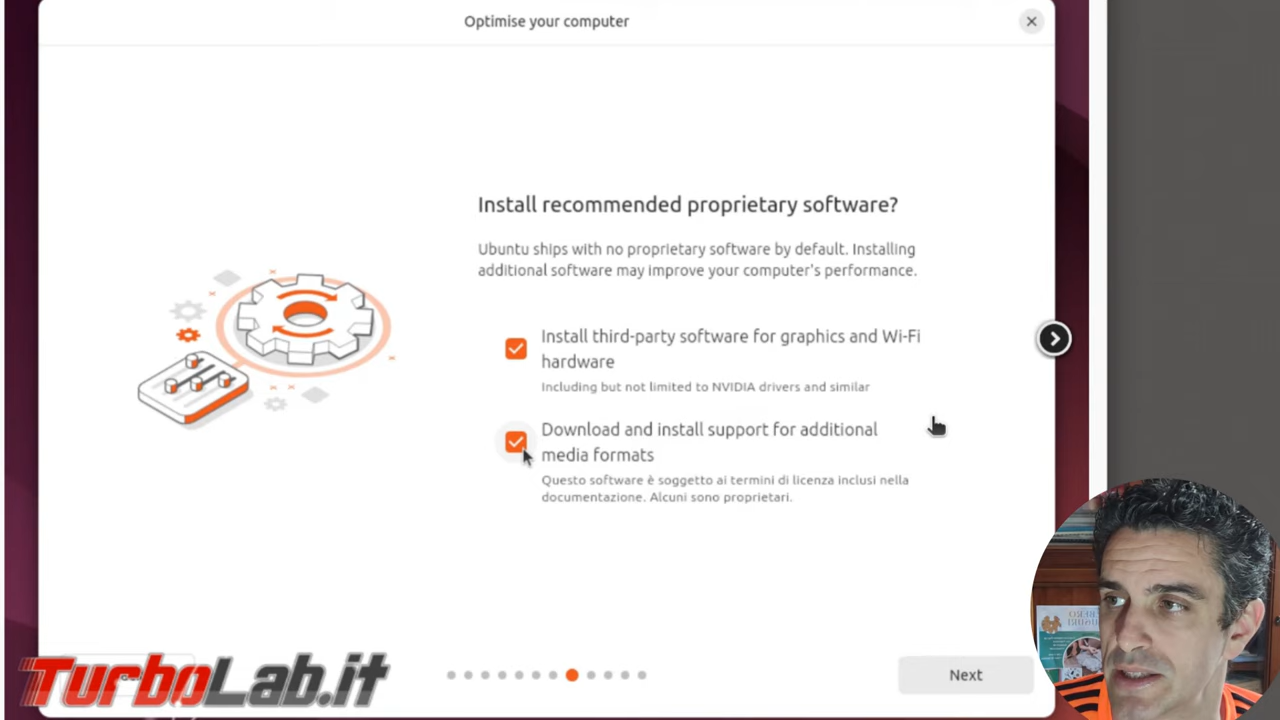 Optimise your computer
Install recommended proprietary software?
Ubuntu ships with no proprietary software by default. Installing
additional software may improve your computer's performance.
Install third-party software for graphics and Wi-Fi
hardware
Including but not limited to NVIDIA drivers and similar
Download and install support for additional
media formats
Questo software è soggetto ai termini di licenza inclusi nella
documentazione. Alcuni sono proprietari.
TurboLab.it
Next